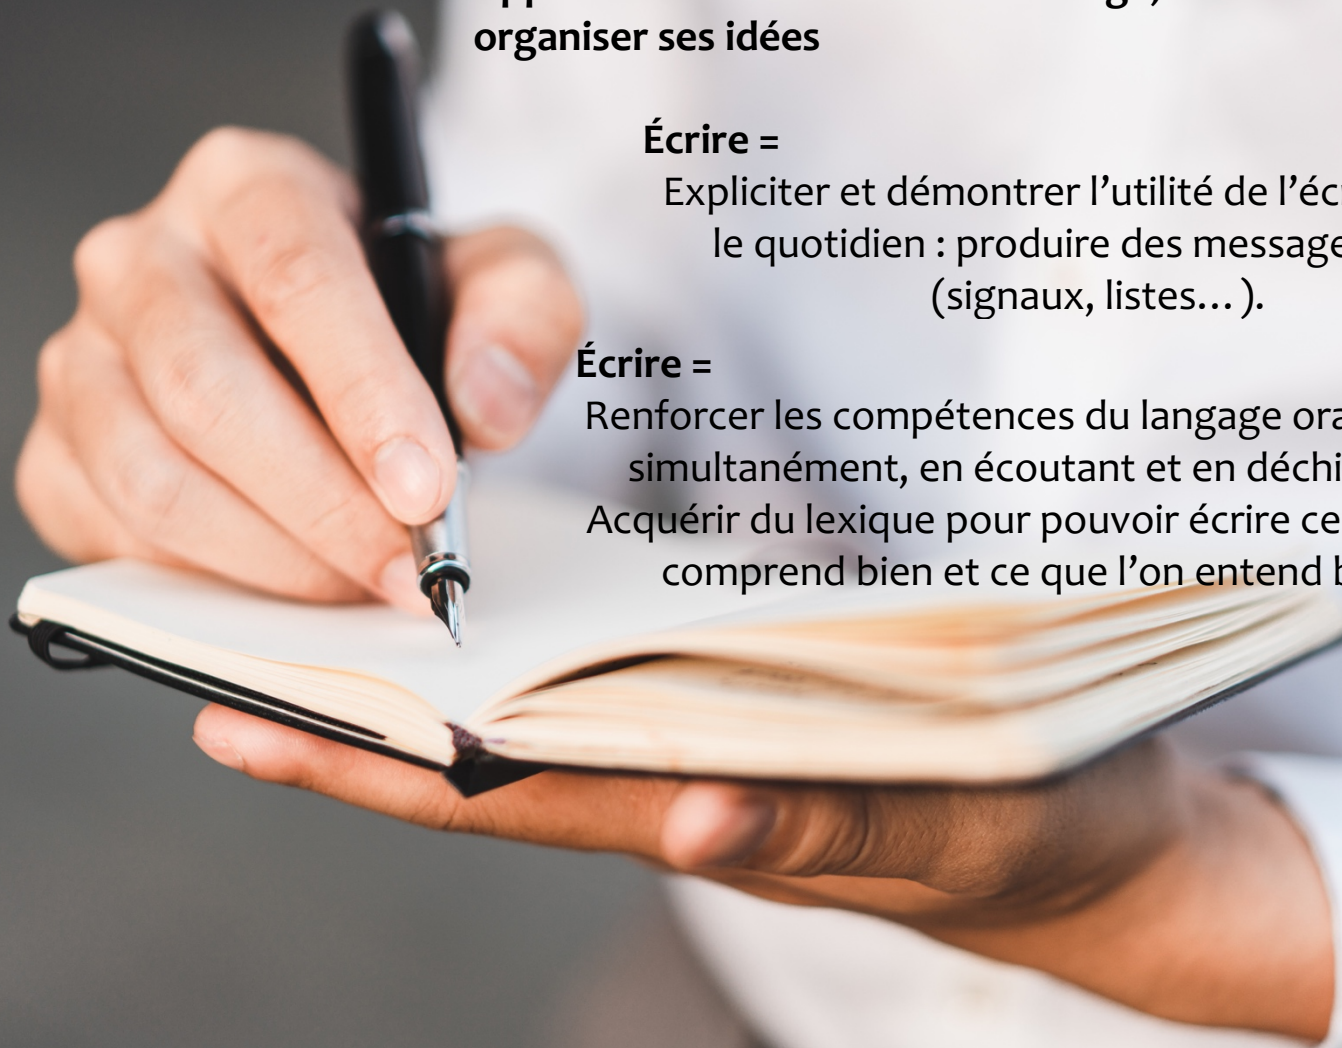 organiser ses idées
Écrire =
Expliciter et démontrer l’utilité de l’éc
le quotidien : produire des message
(signaux, listes… ).
Écrire =
Renforcer les compétences du langage ora
simultanément, en écoutant et en déchi
Acquérir du lexique pour pouvoir écrire ce
comprend bien et ce que l’on entend b